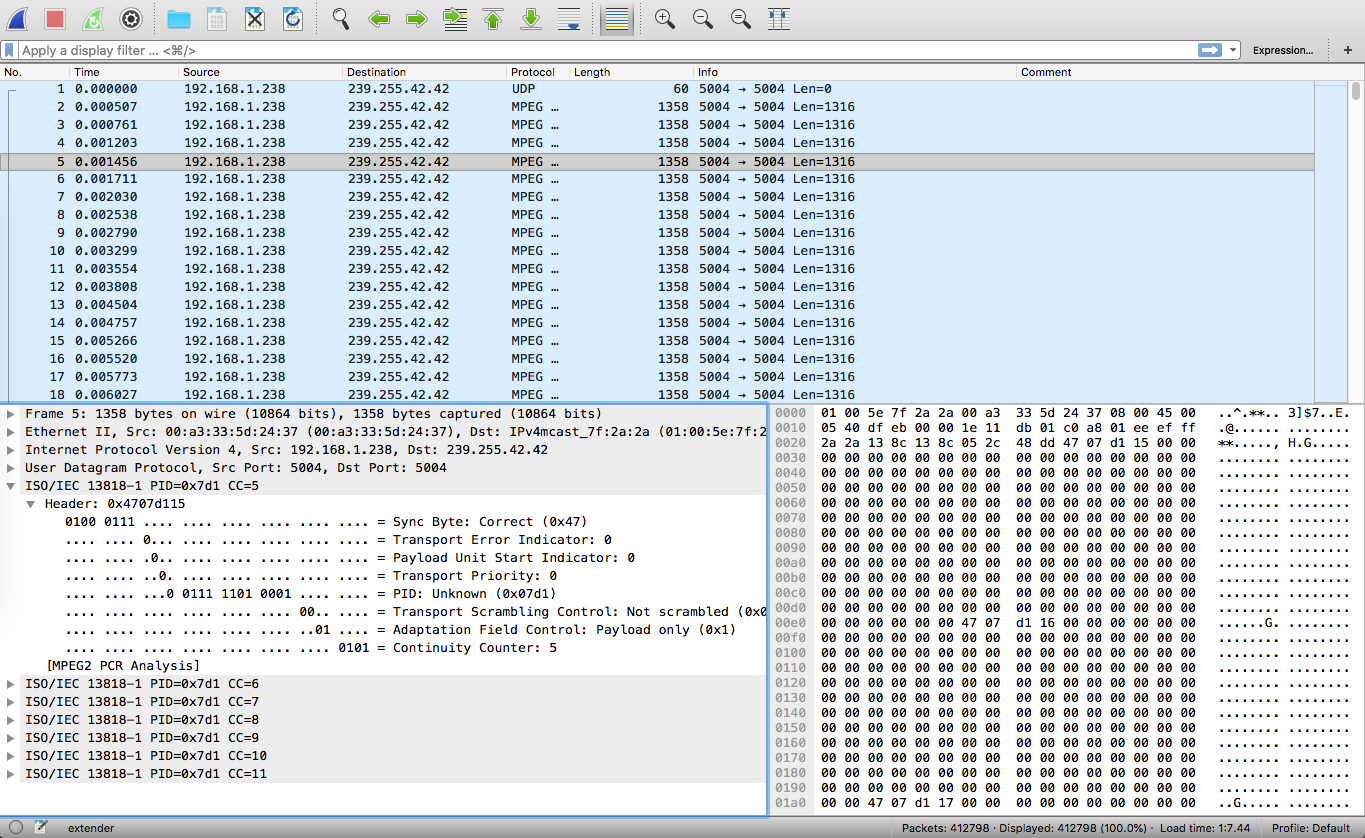 Apply a display filter ... <⌘/>
Expression...
+
No. Time Source Destination Protocol Length Info Comment
1 0.000000 192.168.1.238 239.255.42.42 UDP 60 5004 → 5004 Len=0
2 0.000507 192.168.1.238 239.255.42.42 MPEG … 1358 5004 → 5004 Len=1316
3 0.000761 192.168.1.238 239.255.42.42 MPEG … 1358 5004 → 5004 Len=1316
4 0.001203 192.168.1.238 239.255.42.42 MPEG … 1358 5004 → 5004 Len=1316
5 0.001456 192.168.1.238 239.255.42.42 MPEG … 1358 5004 → 5004 Len=1316
6 0.001711 192.168.1.238 239.255.42.42 MPEG … 1358 5004 → 5004 Len=1316
7 0.002030 192.168.1.238 239.255.42.42 MPEG … 1358 5004 → 5004 Len=1316
8 0.002538 192.168.1.238 239.255.42.42 MPEG … 1358 5004 → 5004 Len=1316
9 0.002790 192.168.1.238 239.255.42.42 MPEG … 1358 5004 → 5004 Len=1316
10 0.003299 192.168.1.238 239.255.42.42 MPEG … 1358 5004 → 5004 Len=1316
11 0.003554 192.168.1.238 239.255.42.42 MPEG … 1358 5004 → 5004 Len=1316
12 0.003808 192.168.1.238 239.255.42.42 MPEG … 1358 5004 → 5004 Len=1316
13 0.004504 192.168.1.238 239.255.42.42 MPEG … 1358 5004 → 5004 Len=1316
14 0.004757 192.168.1.238 239.255.42.42 MPEG … 1358 5004 → 5004 Len=1316
15 0.005266 192.168.1.238 239.255.42.42 MPEG … 1358 5004 → 5004 Len=1316
16 0.005520 192.168.1.238 239.255.42.42 MPEG … 1358 5004 → 5004 Len=1316
17 0.005773 192.168.1.238 239.255.42.42 MPEG … 1358 5004 → 5004 Len=1316
18 0.006027 192.168.1.238 239.255.42.42 MPEG … 1358 5004 → 5004 Len=1316
Frame 5: 1358 bytes on wire (10864 bits), 1358 bytes captured (10864 bits)
Ethernet II, Src: 00:a3:33:5d:24:37 (00:a3:33:5d:24:37), Dst: IPv4mcast_7f:2a:2a (01:00:5e:7f:2
Internet Protocol Version 4, Src: 192.168.1.238, Dst: 239.255.42.42
User Datagram Protocol, Src Port: 5004, Dst Port: 5004
ISO/IEC 13818-1 PID=0x7d1 CC=5
Header: 0x4707d115
0100 0111 .... .... .... .... .... .... = Sync Byte: Correct (0x47)
.... .... 0... .... .... .... .... .... = Transport Error Indicator: 0
.... .... .0.. .... .... .... .... .... = Payload Unit Start Indicator: 0
.... .... ..0. .... .... .... .... .... = Transport Priority: 0
.... .... ...0 0111 1101 0001 .... .... = PID: Unknown (0x07d1)
.... .... .... .... .... .... 00.. .... = Transport Scrambling Control: Not scrambled (0x0
.... .... .... .... .... .... ..01 .... = Adaptation Field Control: Payload only (0x1)
.... .... .... .... .... .... .... 0101 = Continuity Counter: 5
[MPEG2 PCR Analysis]
ISO/IEC 13818-1 PID=0x7d1 CC=6
ISO/IEC 13818-1 PID=0x7d1 CC=7
ISO/IEC 13818-1 PID=0x7d1 CC=8
ISO/IEC 13818-1 PID=0x7d1 CC=9
ISO/IEC 13818-1 PID=0x7d1 CC=10
ISO/IEC 13818-1 PID=0x7d1 CC=11
0000 01 00 5e 7f 2a 2a 00 a3 33 5d 24 37 08 00 45 00 ..^.**.. 3]$7..E.
0010 05 40 df eb 00 00 1e 11 db 01 c0 a8 01 ee ef ff .@...... ........
0020 2a 2a 13 8c 13 8c 05 2c 48 dd 47 07 d1 15 00 00 **....., H.G.....
0030 00 00 00 00 00 00 00 00 00 00 00 00 00 00 00 00 ........ ........
0040 00 00 00 00 00 00 00 00 00 00 00 00 00 00 00 00 ........ ........
0050 00 00 00 00 00 00 00 00 00 00 00 00 00 00 00 00 ........ ........
0060 00 00 00 00 00 00 00 00 00 00 00 00 00 00 00 00 ........ ........
0070 00 00 00 00 00 00 00 00 00 00 00 00 00 00 00 00 ........ ........
0080 00 00 00 00 00 00 00 00 00 00 00 00 00 00 00 00 ........ ........
0090 00 00 00 00 00 00 00 00 00 00 00 00 00 00 00 00 ........ ........
00a0 00 00 00 00 00 00 00 00 00 00 00 00 00 00 00 00 ........ ........
00b0 00 00 00 00 00 00 00 00 00 00 00 00 00 00 00 00 ........ ........
00c0 00 00 00 00 00 00 00 00 00 00 00 00 00 00 00 00 ........ ........
00d0 00 00 00 00 00 00 00 00 00 00 00 00 00 00 00 00 ........ ........
00e0 00 00 00 00 00 00 47 07 d1 16 00 00 00 00 00 00 ......G. ........
00f0 00 00 00 00 00 00 00 00 00 00 00 00 00 00 00 00 ........ ........
0100 00 00 00 00 00 00 00 00 00 00 00 00 00 00 00 00 ........ ........
0110 00 00 00 00 00 00 00 00 00 00 00 00 00 00 00 00 ........ ........
0120 00 00 00 00 00 00 00 00 00 00 00 00 00 00 00 00 ........ ........
0130 00 00 00 00 00 00 00 00 00 00 00 00 00 00 00 00 ........ ........
0140 00 00 00 00 00 00 00 00 00 00 00 00 00 00 00 00 ........ ........
0150 00 00 00 00 00 00 00 00 00 00 00 00 00 00 00 00 ........ ........
0160 00 00 00 00 00 00 00 00 00 00 00 00 00 00 00 00 ........ ........
0170 00 00 00 00 00 00 00 00 00 00 00 00 00 00 00 00 ........ ........
0180 00 00 00 00 00 00 00 00 00 00 00 00 00 00 00 00 ........ ........
0190 00 00 00 00 00 00 00 00 00 00 00 00 00 00 00 00 ........ ........
01a0 00 00 47 07 d1 17 00 00 00 00 00 00 00 00 00 00 ..G..... ........
extender
Packets: 412798 · Displayed: 412798 (100.0%) · Load time: 1:7.44
Profile: Default